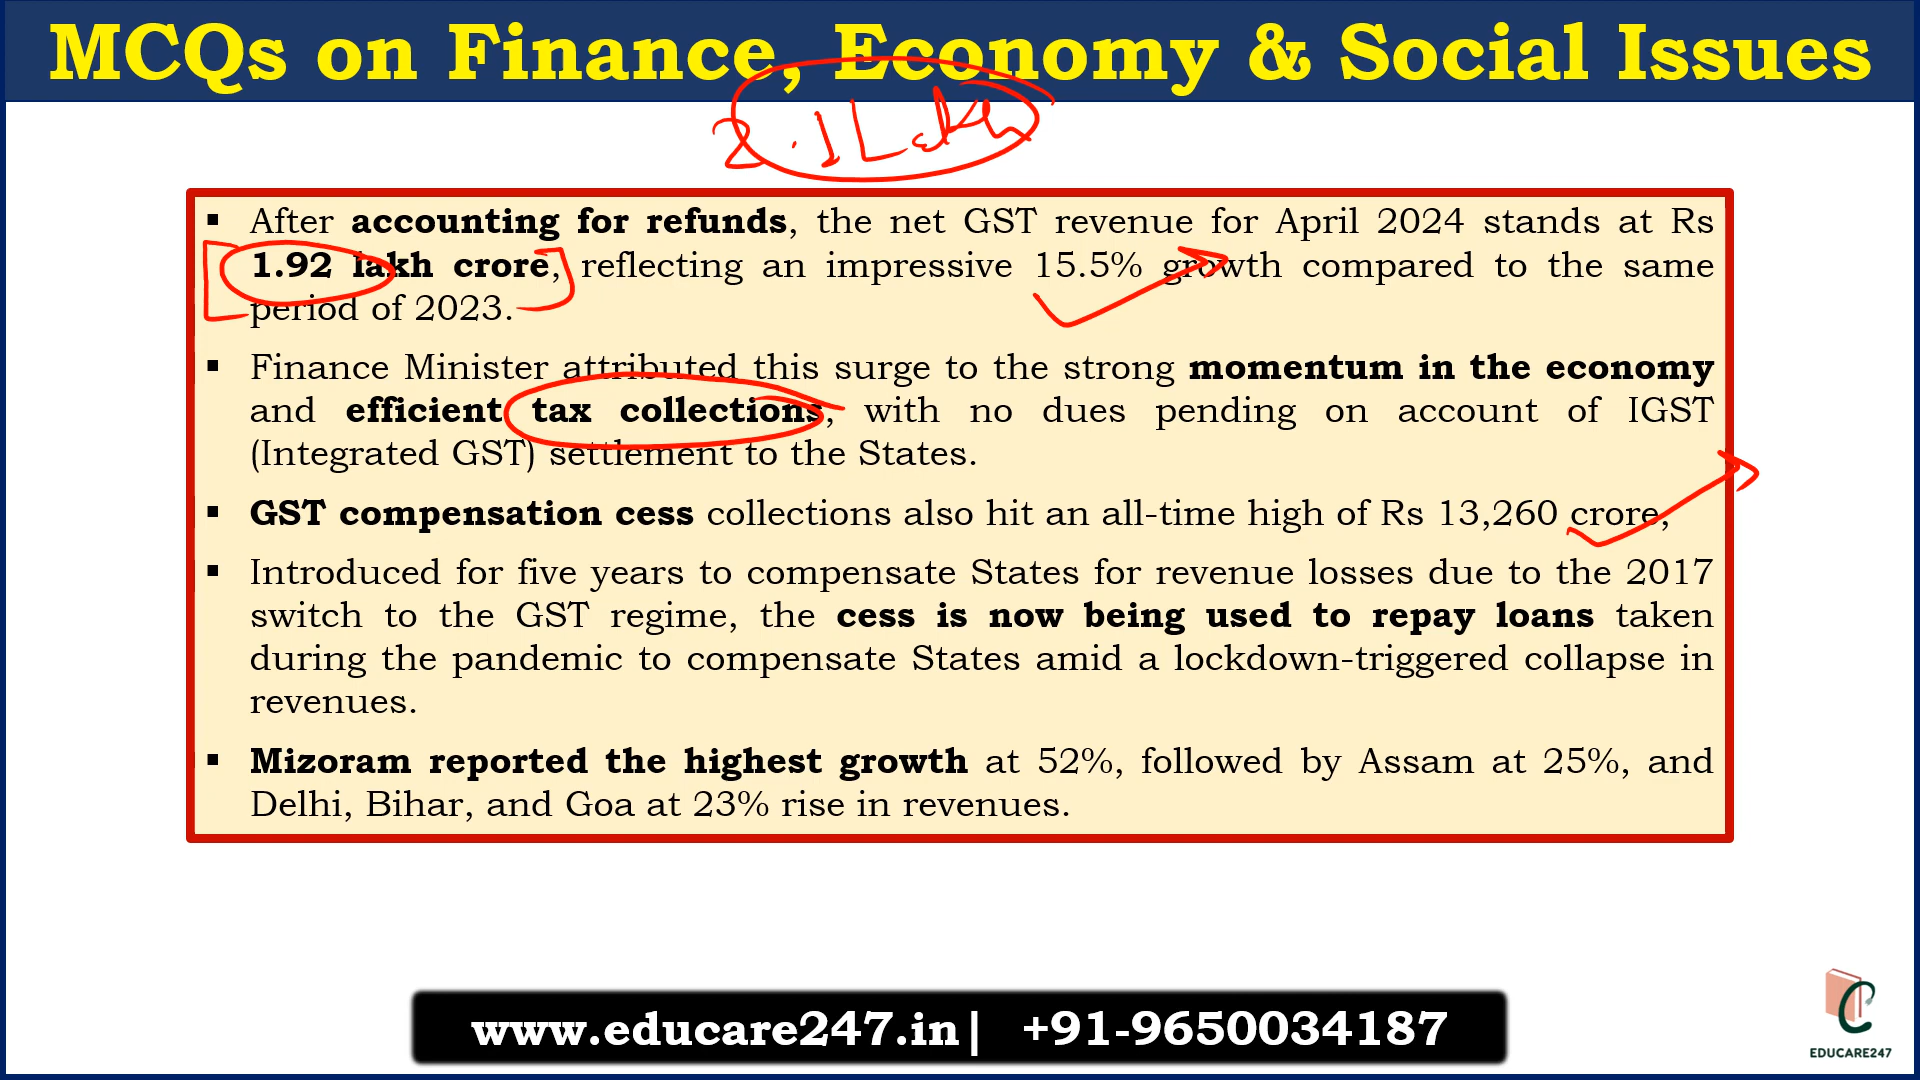 MCQs on Finance, Economy & Social Issues
2.1 Lakh
▪ After accounting for refunds, the net GST revenue for April 2024 stands at Rs
1.92 lakh crore, reflecting an impressive 15.5% growth compared to the same
period of 2023.
▪ Finance Minister attributed this surge to the strong momentum in the economy
and efficient tax collections, with no dues pending on account of IGST
(Integrated GST) settlement to the States.
▪ GST compensation cess collections also hit an all-time high of Rs 13,260 crore,
▪ Introduced for five years to compensate States for revenue losses due to the 2017
switch to the GST regime, the cess is now being used to repay loans taken
during the pandemic to compensate States amid a lockdown-triggered collapse in
revenues.
▪ Mizoram reported the highest growth at 52%, followed by Assam at 25%, and
Delhi, Bihar, and Goa at 23% rise in revenues.
www.educare247.in| +91-9650034187
EDUCARE247